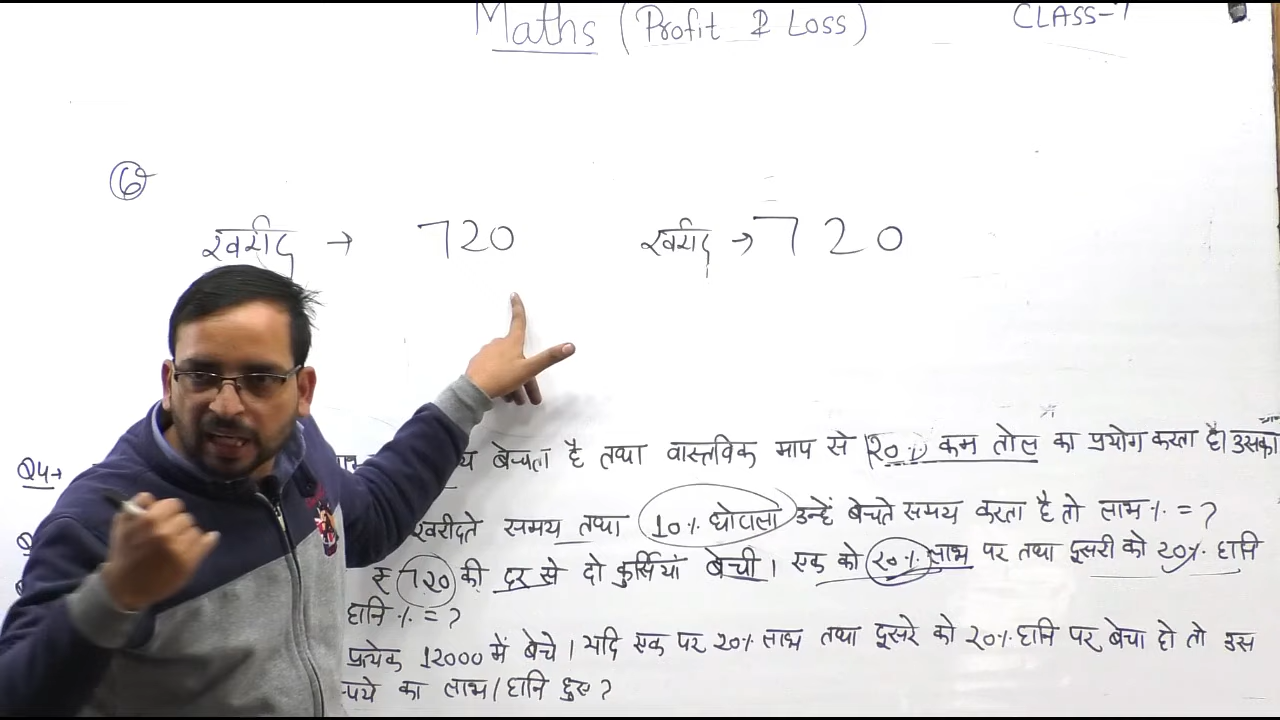 Maths (Profit & Loss)
CLASS-7
⑥
खरीद → 720
खरीद → 720
Q4→ बेचता है तथा वास्तविक माप से 20% कम तोल का प्रयोग करता है। उसका
खरीदते समय तथा 10% घोटाला उन्हें बेचते समय करता है तो लाभ % = ?
₹ 720 की दर से दो कुर्सियाँ बेची। एक को 20% लाभ पर तथा दूसरी को 20% हानि
हानि % = ?
प्रत्येक 12000 में बेचे। यदि एक पर 20% लाभ तथा दूसरे को 20% हानि पर बेचा हो तो उस
का लाभ/हानि हुए ?